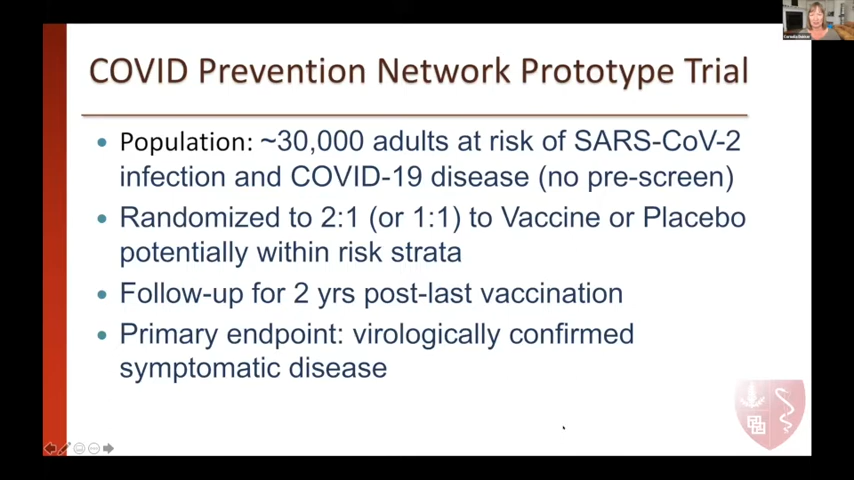 COVID Prevention Network Prototype Trial
• Population: ~30,000 adults at risk of SARS-CoV-2
infection and COVID-19 disease (no pre-screen)
• Randomized to 2:1 (or 1:1) to Vaccine or Placebo
potentially within risk strata
• Follow-up for 2 yrs post-last vaccination
• Primary endpoint: virologically confirmed
symptomatic disease